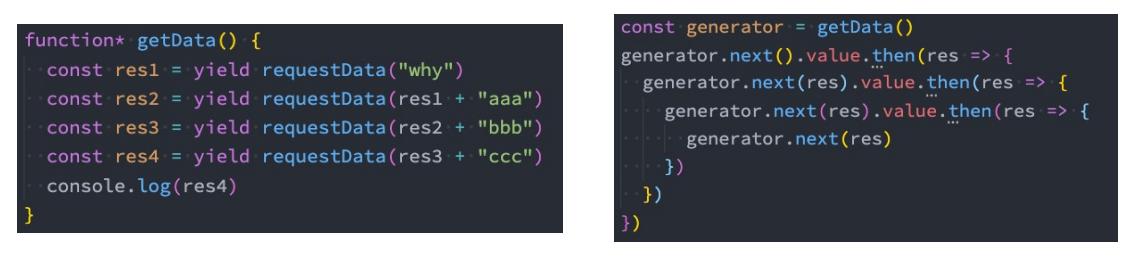 function* getData() {
  const res1 = yield requestData("why")
  const res2 = yield requestData(res1 + "aaa")
  const res3 = yield requestData(res2 + "bbb")
  const res4 = yield requestData(res3 + "ccc")
  console.log(res4)
}
const generator = getData()
generator.next().value.then(res => {
  generator.next(res).value.then(res => {
    generator.next(res).value.then(res => {
      generator.next(res)
    })
  })
})